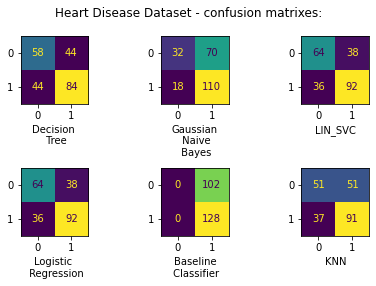 Heart Disease Dataset - confusion matrixes:
0 58 44
1 44 84
0 1
Decision
Tree
0 32 70
1 18 110
0 1
Gaussian
Naive
Bayes
0 64 38
1 36 92
0 1
LIN_SVC
0 64 38
1 36 92
0 1
Logistic
Regression
0 0 102
1 0 128
0 1
Baseline
Classifier
0 51 51
1 37 91
0 1
KNN